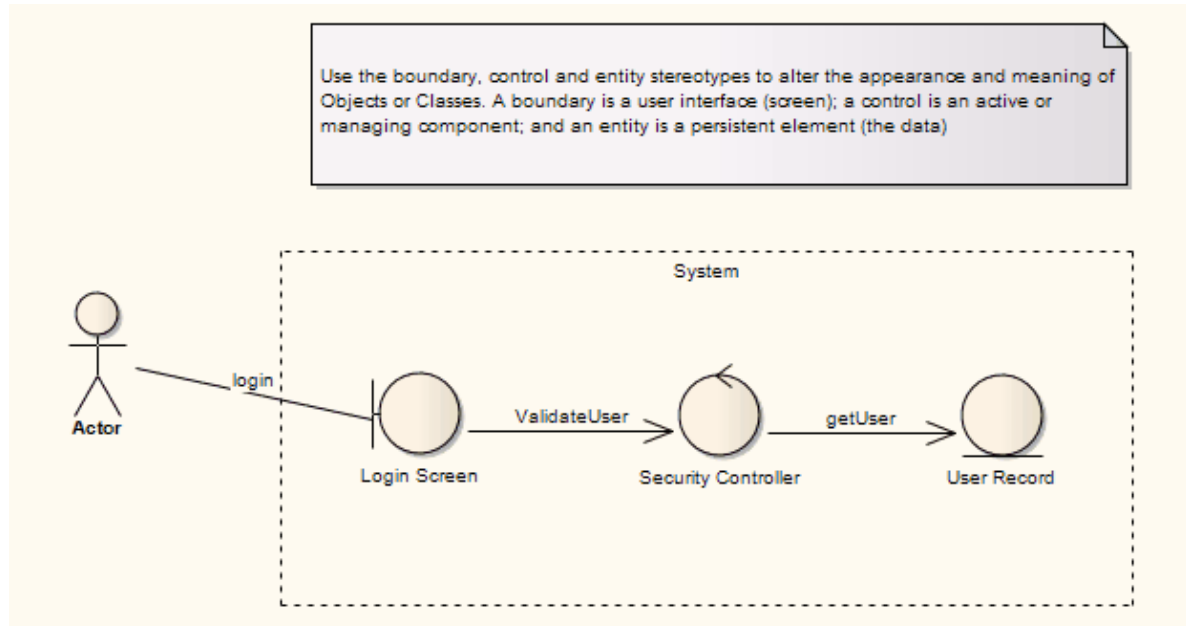 Use the boundary, control and entity stereotypes to alter the appearance and meaning of
Objects or Classes. A boundary is a user interface (screen); a control is an active or
managing component; and an entity is a persistent element (the data)
System
login
ValidateUser
getUser
Actor
Login Screen
Security Controller
User Record